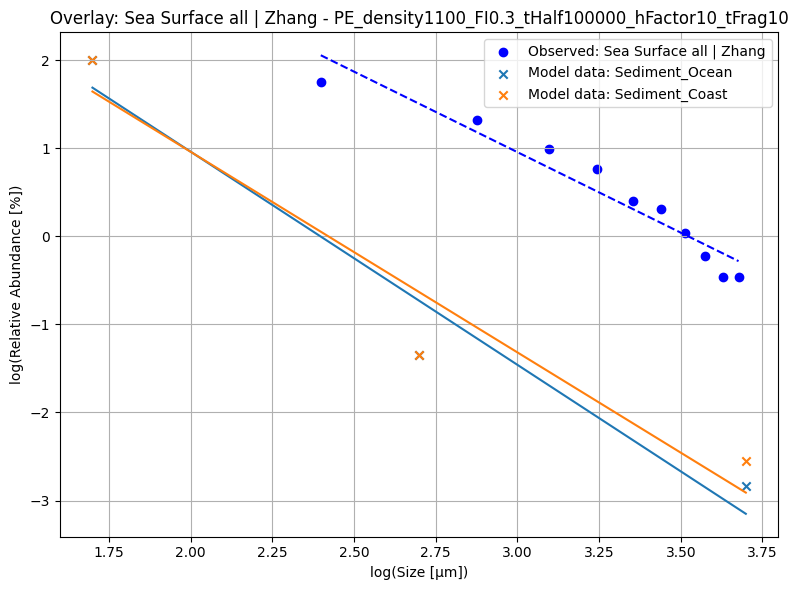 Overlay: Sea Surface all | Zhang - PE_density1100_FI0.3_tHalf100000_hFactor10_tFrag10
Observed: Sea Surface all | Zhang
Model data: Sediment_Ocean
Model data: Sediment_Coast
log(Relative Abundance [%])
2
1
0
−1
−2
−3
1.75
2.00
2.25
2.50
2.75
3.00
3.25
3.50
3.75
log(Size [μm])